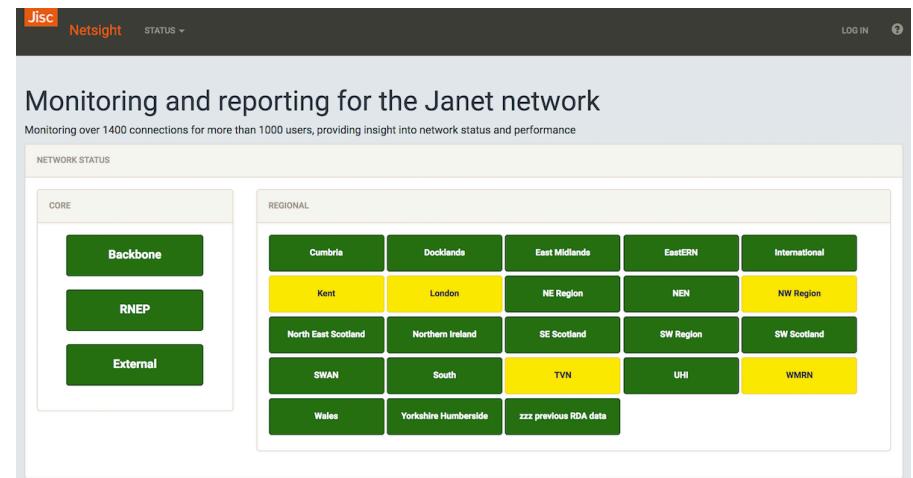 Jisc
Netsight STATUS LOG IN ?
Monitoring and reporting for the Janet network
Monitoring over 1400 connections for more than 1000 users, providing insight into network status and performance
NETWORK STATUS
CORE
Backbone
RNEP
External
REGIONAL
Cumbria Docklands East Midlands EastERN International
Kent London NE Region NEN NW Region
North East Scotland Northern Ireland SE Scotland SW Region SW Scotland
SWAN South TVN UHI WMRN
Wales Yorkshire Humberside zzz previous RDA data